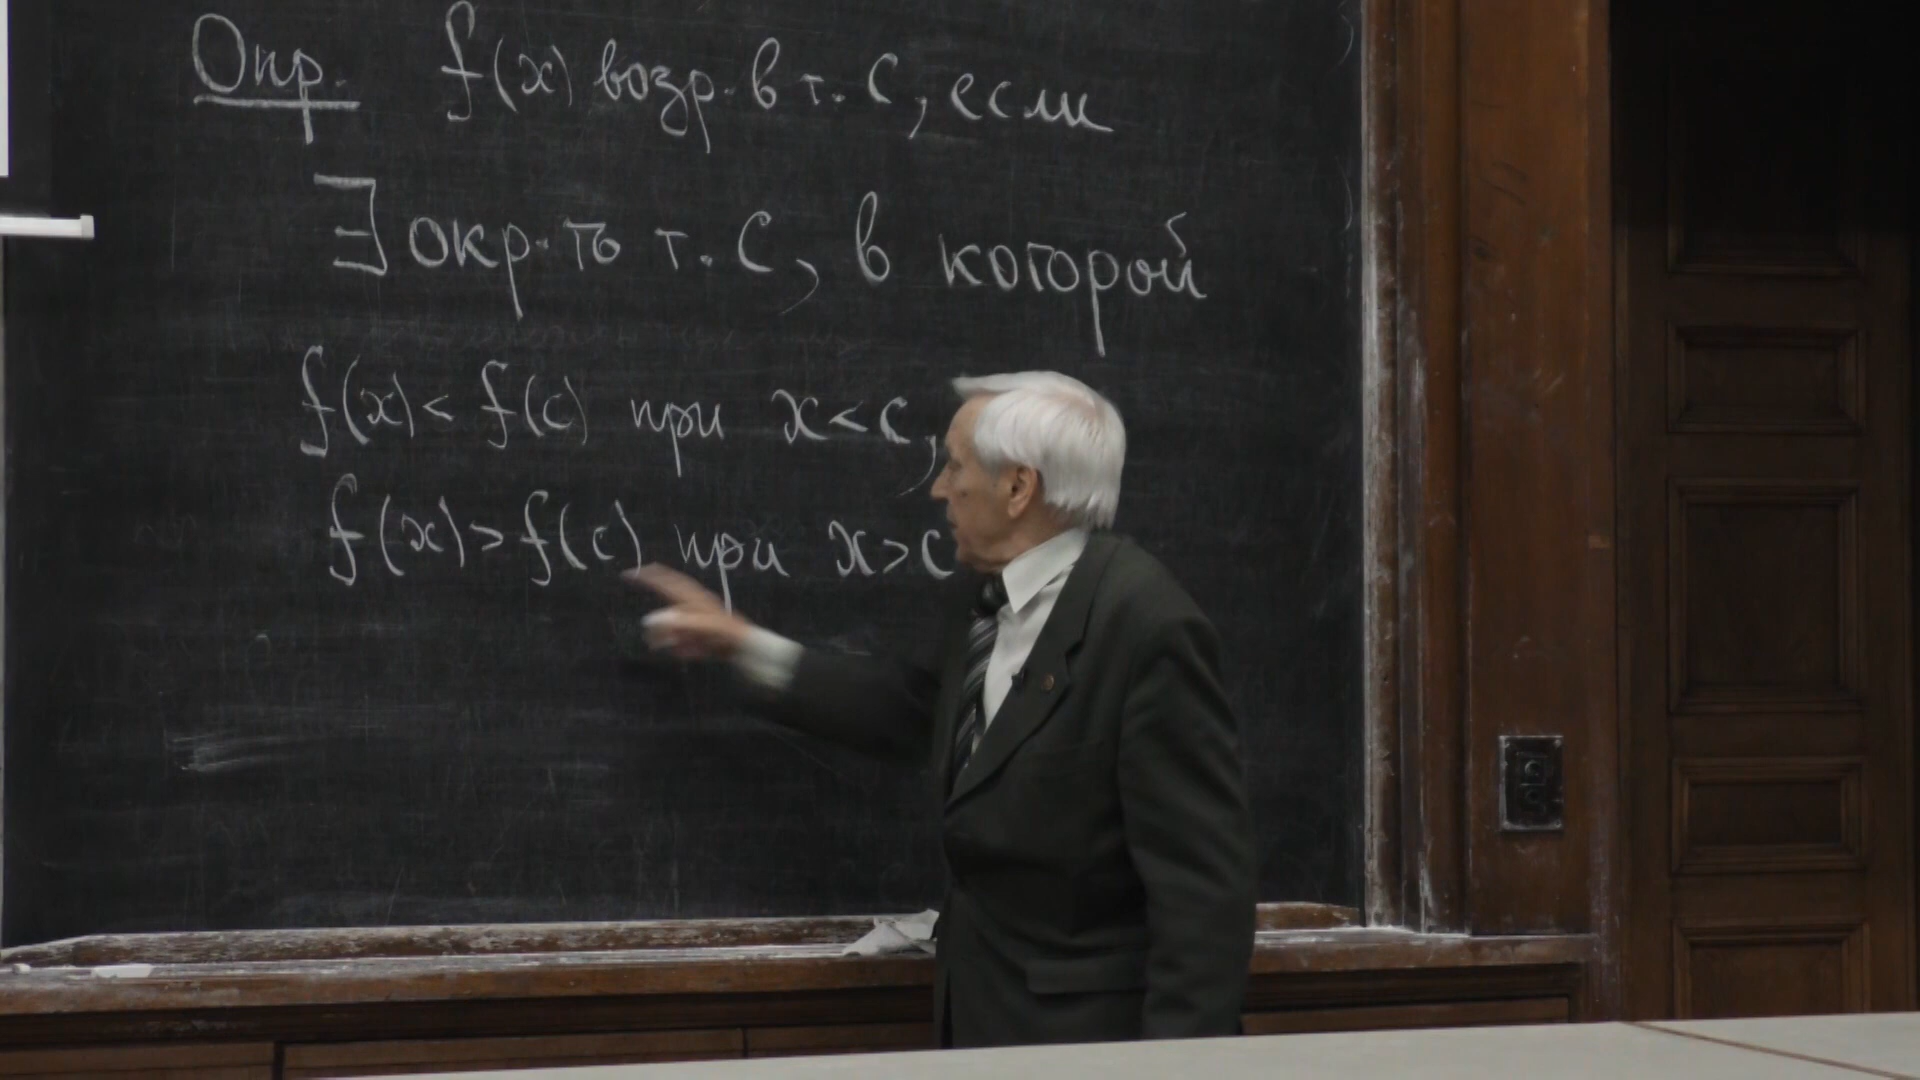 Опр. f(x) возр. в т. C, если
∃ окр-ть т. C, в которой
f(x) < f(c) при x < c,
f(x) > f(c) при x > c